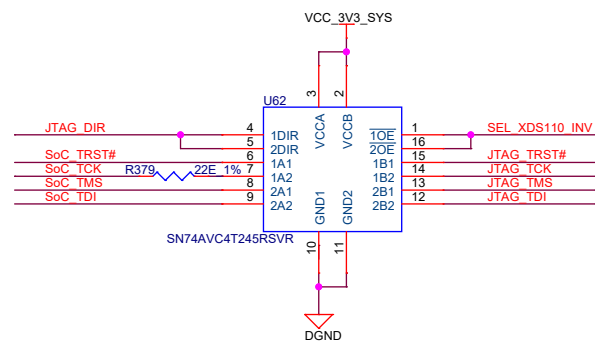 VCC_3V3_SYS
U62
3 2
VCCA VCCB
JTAG_DIR 4 1DIR 1OE 1 SEL_XDS110_INV
5 2DIR 2OE 16
SoC_TRST# 6 1A1 1B1 15 JTAG_TRST#
SoC_TCK R379 22E_1% 7 1A2 1B2 14 JTAG_TCK
SoC_TMS 8 2A1 2B1 13 JTAG_TMS
SoC_TDI 9 2A2 2B2 12 JTAG_TDI
GND1 GND2
SN74AVC4T245RSVR
10 11
DGND